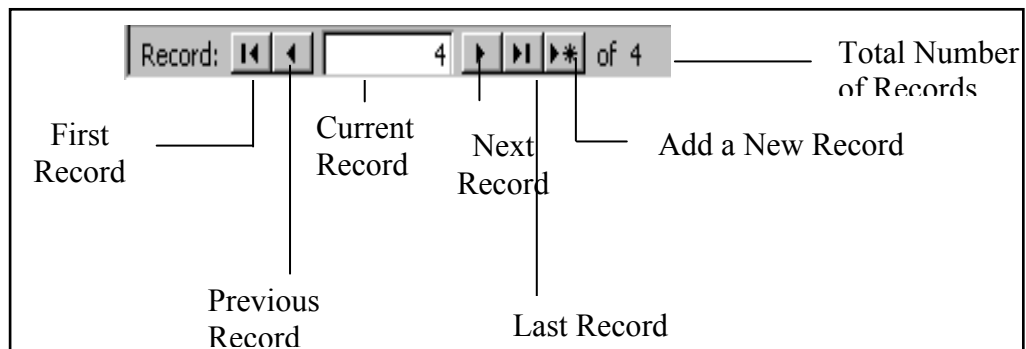 Record: 4 of 4
Total Number
of Records
First
Record
Current
Record
Next
Record
Add a New Record
Previous
Record
Last Record